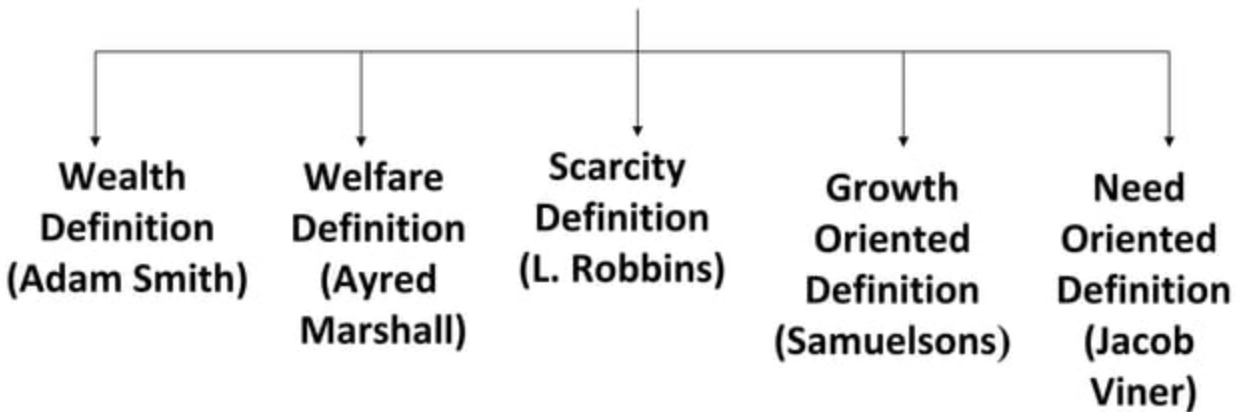 Wealth
Definition
(Adam Smith)
Welfare
Definition
(Ayred
Marshall)
Scarcity
Definition
(L. Robbins)
Growth
Oriented
Definition
(Samuelsons)
Need
Oriented
Definition
(Jacob
Viner)